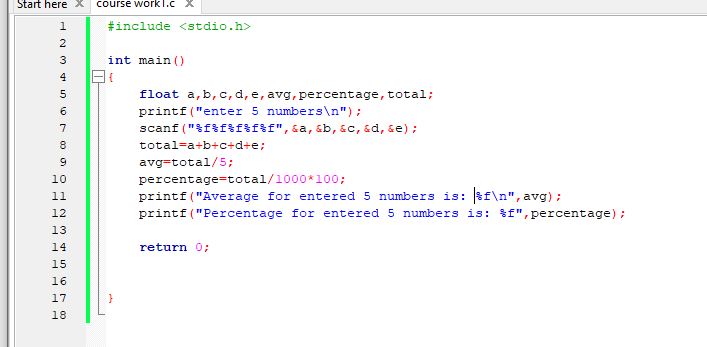 Start here X course work1.c X
1 #include <stdio.h>
2
3 int main()
4 {
5 float a,b,c,d,e,avg,percentage,total;
6 printf("enter 5 numbers\n");
7 scanf("%f%f%f%f%f",&a,&b,&c,&d,&e);
8 total=a+b+c+d+e;
9 avg=total/5;
10 percentage=total/1000*100;
11 printf("Average for entered 5 numbers is: %f\n",avg);
12 printf("Percentage for entered 5 numbers is: %f",percentage);
13
14 return 0;
15
16
17 }
18